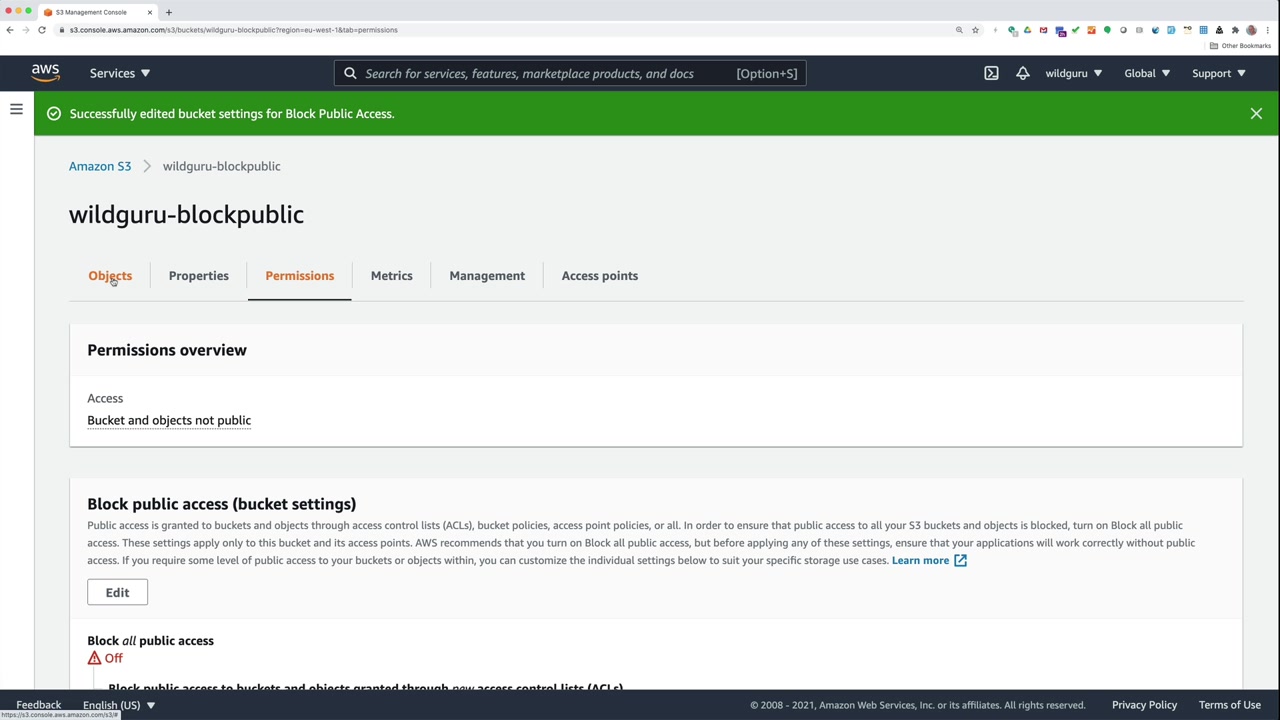 S3 Management Console
s3.console.aws.amazon.com/s3/buckets/wildguru-blockpublic?region=eu-west-1&tab=permissions
Other Bookmarks
aws
Services
Search for services, features, marketplace products, and docs [Option+S]
wildguru
Global
Support
Successfully edited bucket settings for Block Public Access.
Amazon S3 wildguru-blockpublic
wildguru-blockpublic
Objects Properties Permissions Metrics Management Access points
Permissions overview
Access
Bucket and objects not public
Block public access (bucket settings)
Public access is granted to buckets and objects through access control lists (ACLs), bucket policies, access point policies, or all. In order to ensure that public access to all your S3 buckets and objects is blocked, turn on Block all public
access. These settings apply only to this bucket and its access points. AWS recommends that you turn on Block all public access, but before applying any of these settings, ensure that your applications will work correctly without public
access. If you require some level of public access to your buckets or objects within, you can customize the individual settings below to suit your specific storage use cases. Learn more
Edit
Block all public access
Off
Block public access to buckets and objects granted through new access control lists (ACLs)
Feedback English (US) © 2008 - 2021, Amazon Web Services, Inc. or its affiliates. All rights reserved. Privacy Policy Terms of Use
https://s3.console.aws.amazon.com/s3/#